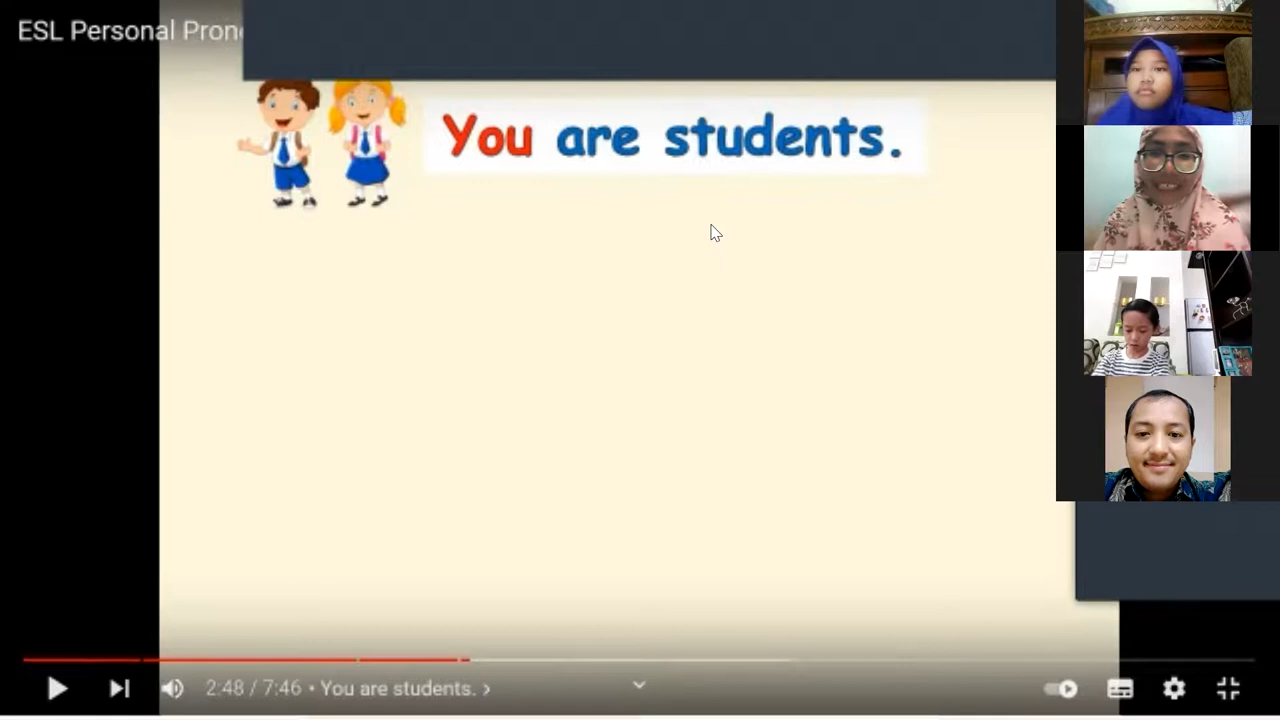 ESL Personal Pron
You are students.
2:48 / 7:46 • You are students. >